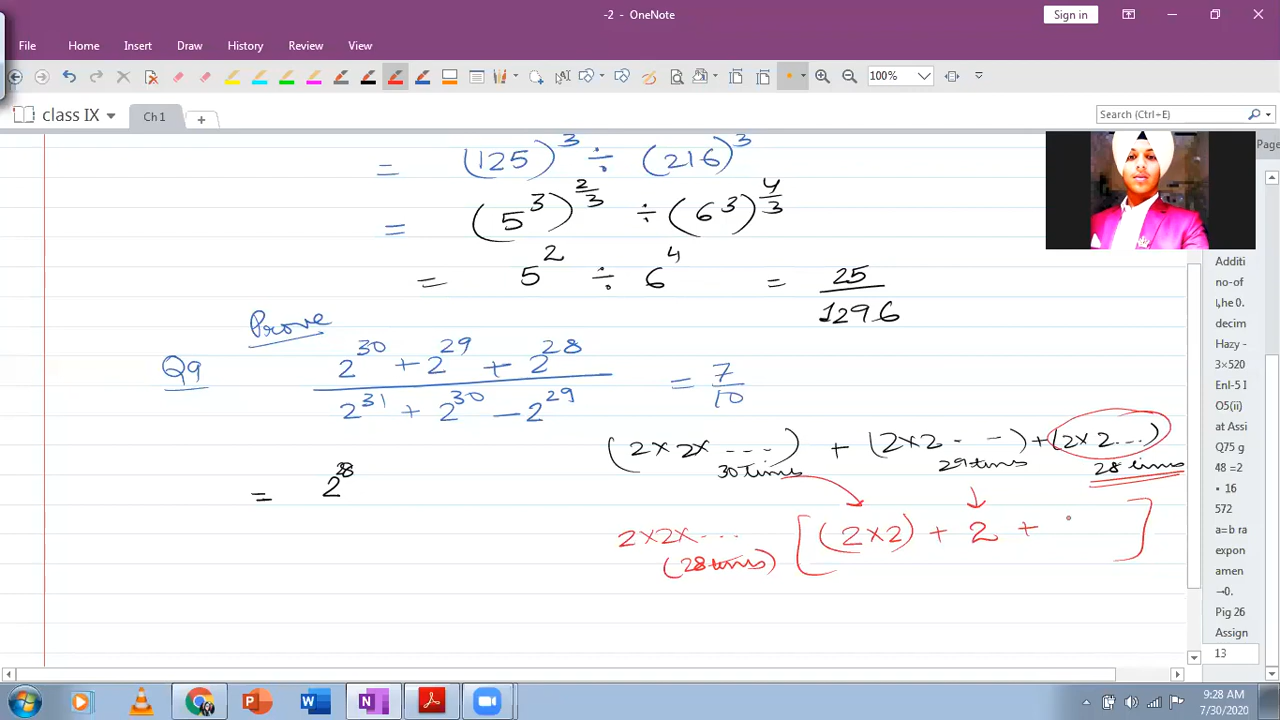 -2 - OneNote
Sign in
File Home Insert Draw History Review View
100%
class IX Ch 1
Search (Ctrl+E)
Page
= (125)^3 ÷ (216)^3
= (5^3)^{2/3} ÷ (6^3)^{4/3}
= 5^2 ÷ 6^4 = 25/1296
Prove
Q9 (2^30 + 2^29 + 2^28)/(2^31 + 2^30 - 2^29) = 7/10
(2×2×...) + (2×2---) + (2×2...)
30 times 29 times 28 times
= 2^28
2×2×... [(2×2) + 2 + ]
(28 times)
Additi
no-of
decim
Hazy -
3×520
Enl-5 I
O5(ii)
at Assi
Q75 g
48 =2
• 16
572
a=b ra
expon
amen
→0.
Pig 26
Assign
13
9:28 AM
7/30/2020